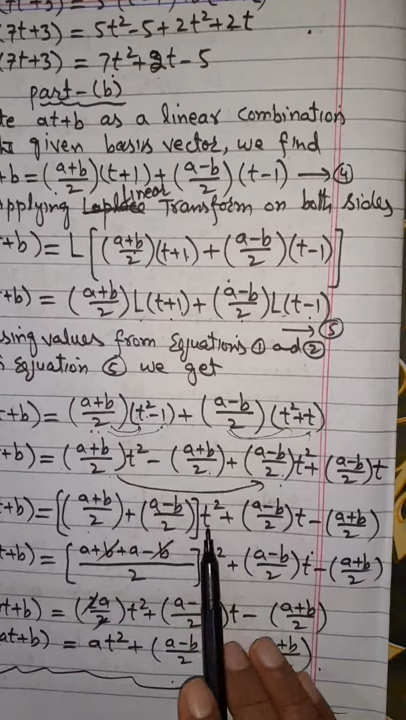 (7t+3) = 5t²-5+2t²+2t
(7t+3) = 7t²+2t-5
part-(b)
te at+b as a linear combination
given basis vector, we find
+b = (a+b/2)(t+1)+(a-b/2)(t-1) → ④
linear
pplying Transform on both sides
+b) = L[(a+b/2)(t+1)+(a-b/2)(t-1)]
+b) = (a+b/2)L(t+1)+(a-b/2)L(t-1) → ⑤
sing values from Equations ① and ②
Equation ⑤ we get
+b) = (a+b/2)(t²-1)+(a-b/2)(t²+t)
+b) = (a+b/2)t²-(a+b/2)+(a-b/2)t²+(a-b/2)t
+b) = [(a+b/2)+(a-b/2)]t²+(a-b/2)t-(a+b/2)
+b) = [a+b+a-b/2] ²+(a-b/2)t-(a+b/2)
t+b) = (2a/2)t²+(a- /2)t-(a+b/2)
at+b) = at²+(a-b/2 +b/ ).